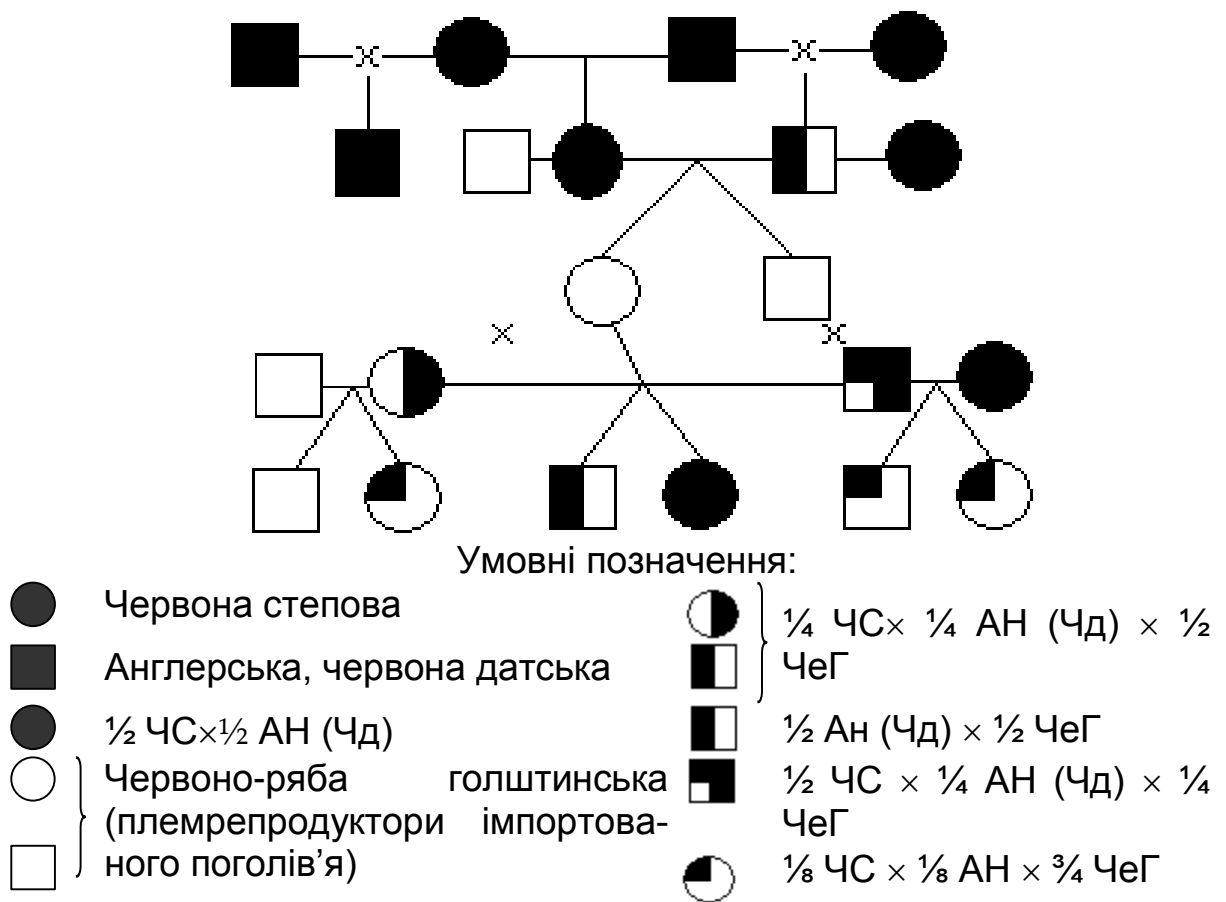 Умовні позначення:
Червона степова
Англерська, червона датська
½ ЧС×½ АН (Чд)
Червоно-ряба голштинська
(племрепродуктори імпортова-
ного поголів’я)
¼ ЧС× ¼ АН (Чд) × ½
ЧеГ
½ Ан (Чд) × ½ ЧеГ
½ ЧС × ¼ АН (Чд) × ¼
ЧеГ
⅛ ЧС × ⅛ АН × ¾ ЧеГ